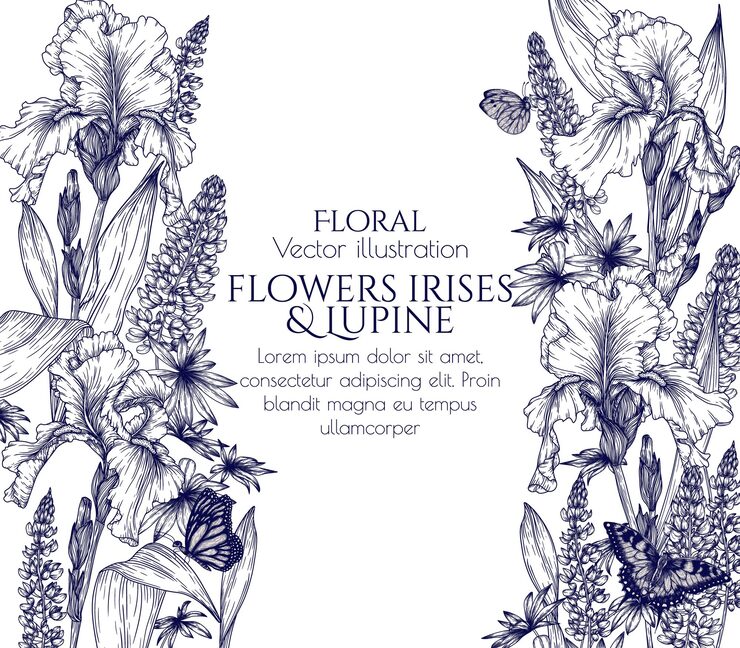 Floral
Vector illustration
Flowers irises
& Lupine
Lorem ipsum dolor sit amet,
consectetur adipiscing elit. Proin
blandit magna eu tempus
ullamcorper